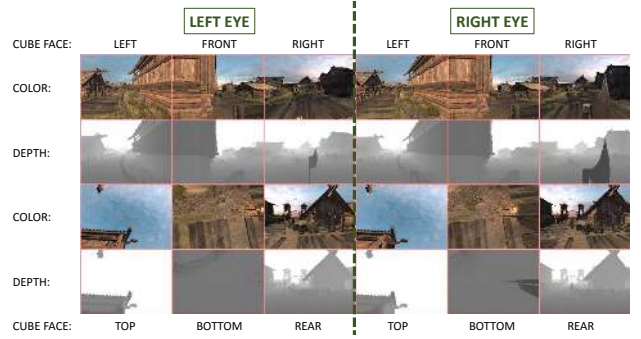 LEFT EYE RIGHT EYE
CUBE FACE: LEFT FRONT RIGHT LEFT FRONT RIGHT
COLOR:
DEPTH:
COLOR:
DEPTH:
CUBE FACE: TOP BOTTOM REAR TOP BOTTOM REAR